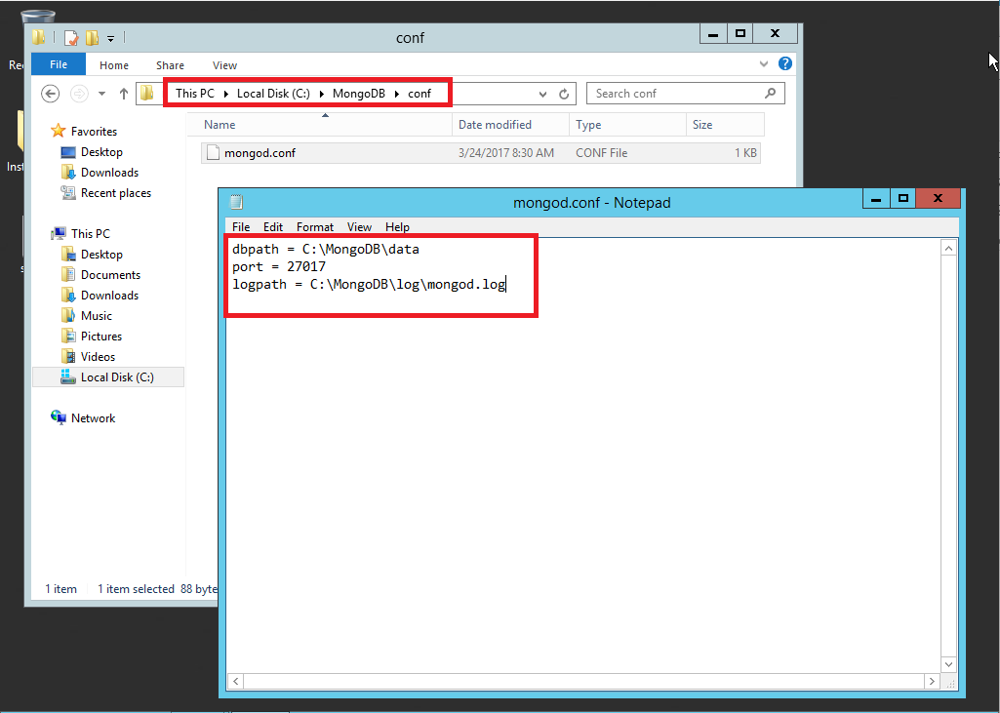 conf
File Home Share View
This PC Local Disk (C:) MongoDB conf
Search conf
Name Date modified Type Size
mongod.conf 3/24/2017 8:30 AM CONF File 1 KB
Favorites
Desktop
Downloads
Recent places
This PC
Desktop
Documents
Downloads
Music
Pictures
Videos
Local Disk (C:)
Network
1 item 1 item selected 88 byte
mongod.conf - Notepad
File Edit Format View Help
dbpath = C:\MongoDB\data
port = 27017
logpath = C:\MongoDB\log\mongod.log